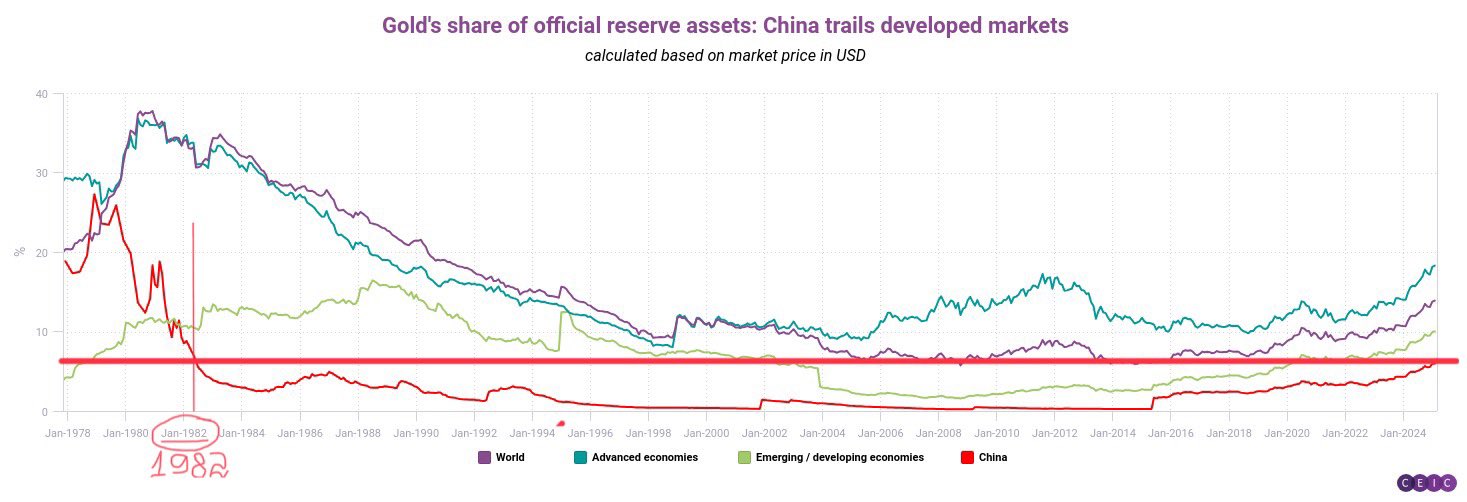 Gold's share of official reserve assets: China trails developed markets
calculated based on market price in USD
40
30
20
10
0
%
Jan-1978 Jan-1980 Jan-1982 Jan-1984 Jan-1986 Jan-1988 Jan-1990 Jan-1992 Jan-1994 Jan-1996 Jan-1998 Jan-2000 Jan-2002 Jan-2004 Jan-2006 Jan-2008 Jan-2010 Jan-2012 Jan-2014 Jan-2016 Jan-2018 Jan-2020 Jan-2022 Jan-2024
1982
World Advanced economies Emerging / developing economies China
CEIC